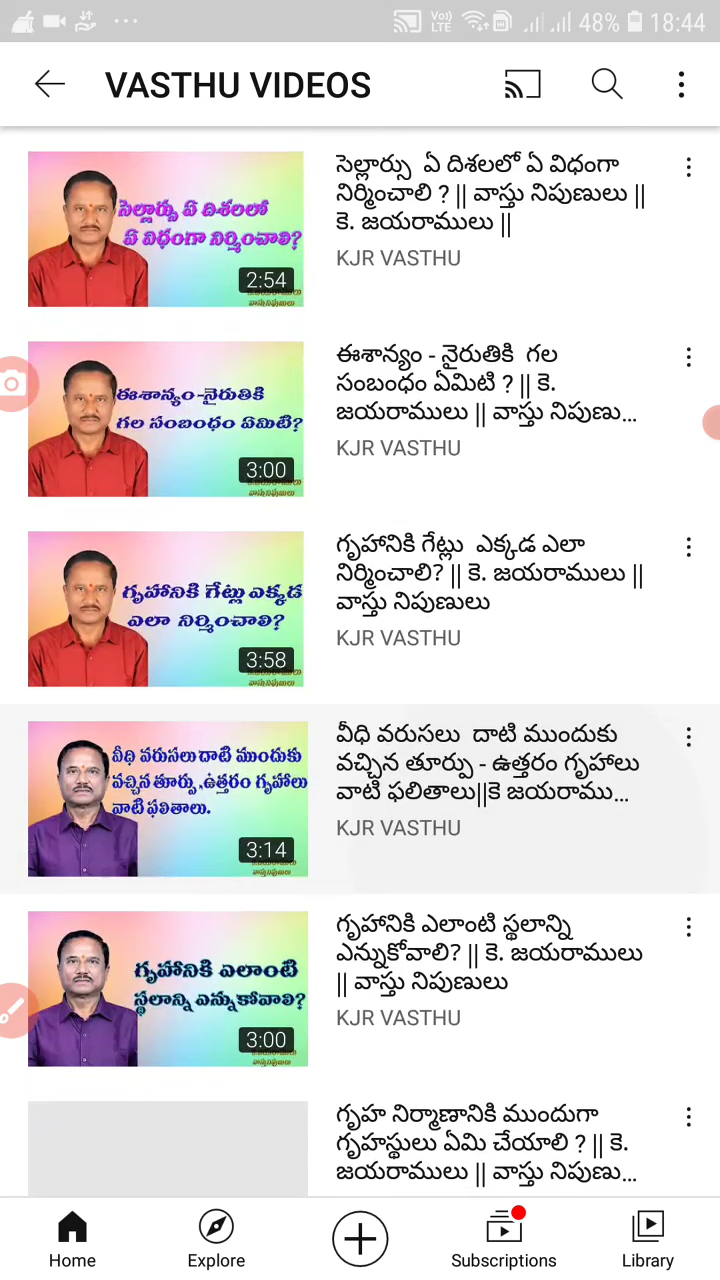 Vo))
LTE
48%
18:44
VASTHU VIDEOS
సెల్లార్సు ఏ దిశలలో
ఏ విధంగా నిర్మించాలి?
2:54
వాస్తునిపుణులు
సెల్లార్సు ఏ దిశలలో ఏ విధంగా
నిర్మించాలి ? || వాస్తు నిపుణులు ||
కె. జయరాములు ||
KJR VASTHU
ఈశాన్యం-నైరుతికి
గల సంబంధం ఏమిటి?
3:00
వాస్తునిపుణులు
ఈశాన్యం - నైరుతికి గల
సంబంధం ఏమిటి ? || కె.
జయరాములు || వాస్తు నిపుణు...
KJR VASTHU
గృహానికి గేట్లు ఎక్కడ
ఎలా నిర్మించాలి?
3:58
వాస్తునిపుణులు
గృహానికి గేట్లు ఎక్కడ ఎలా
నిర్మించాలి? || కె. జయరాములు ||
వాస్తు నిపుణులు
KJR VASTHU
వీధి వరుసలు దాటి ముందుకు
వచ్చిన తూర్పు,ఉత్తరం గృహాలు
వాటి ఫలితాలు.
3:14
వాస్తునిపుణులు
వీధి వరుసలు దాటి ముందుకు
వచ్చిన తూర్పు - ఉత్తరం గృహాలు
వాటి ఫలితాలు||కె జయరాము...
KJR VASTHU
గృహానికి ఎలాంటి
స్థలాన్ని ఎన్నుకోవాలి?
3:00
వాస్తునిపుణులు
గృహానికి ఎలాంటి స్థలాన్ని
ఎన్నుకోవాలి? || కె. జయరాములు
|| వాస్తు నిపుణులు
KJR VASTHU
గృహ నిర్మాణానికి ముందుగా
గృహస్థులు ఏమి చేయాలి ? || కె.
జయరాములు || వాస్తు నిపుణు...
Home
Explore
Subscriptions
Library